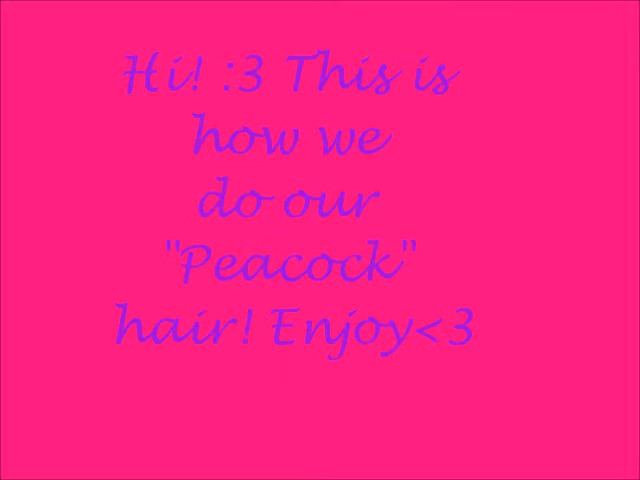 Hi! :3 This is
how we
do our
"Peacock"
hair! Enjoy<3